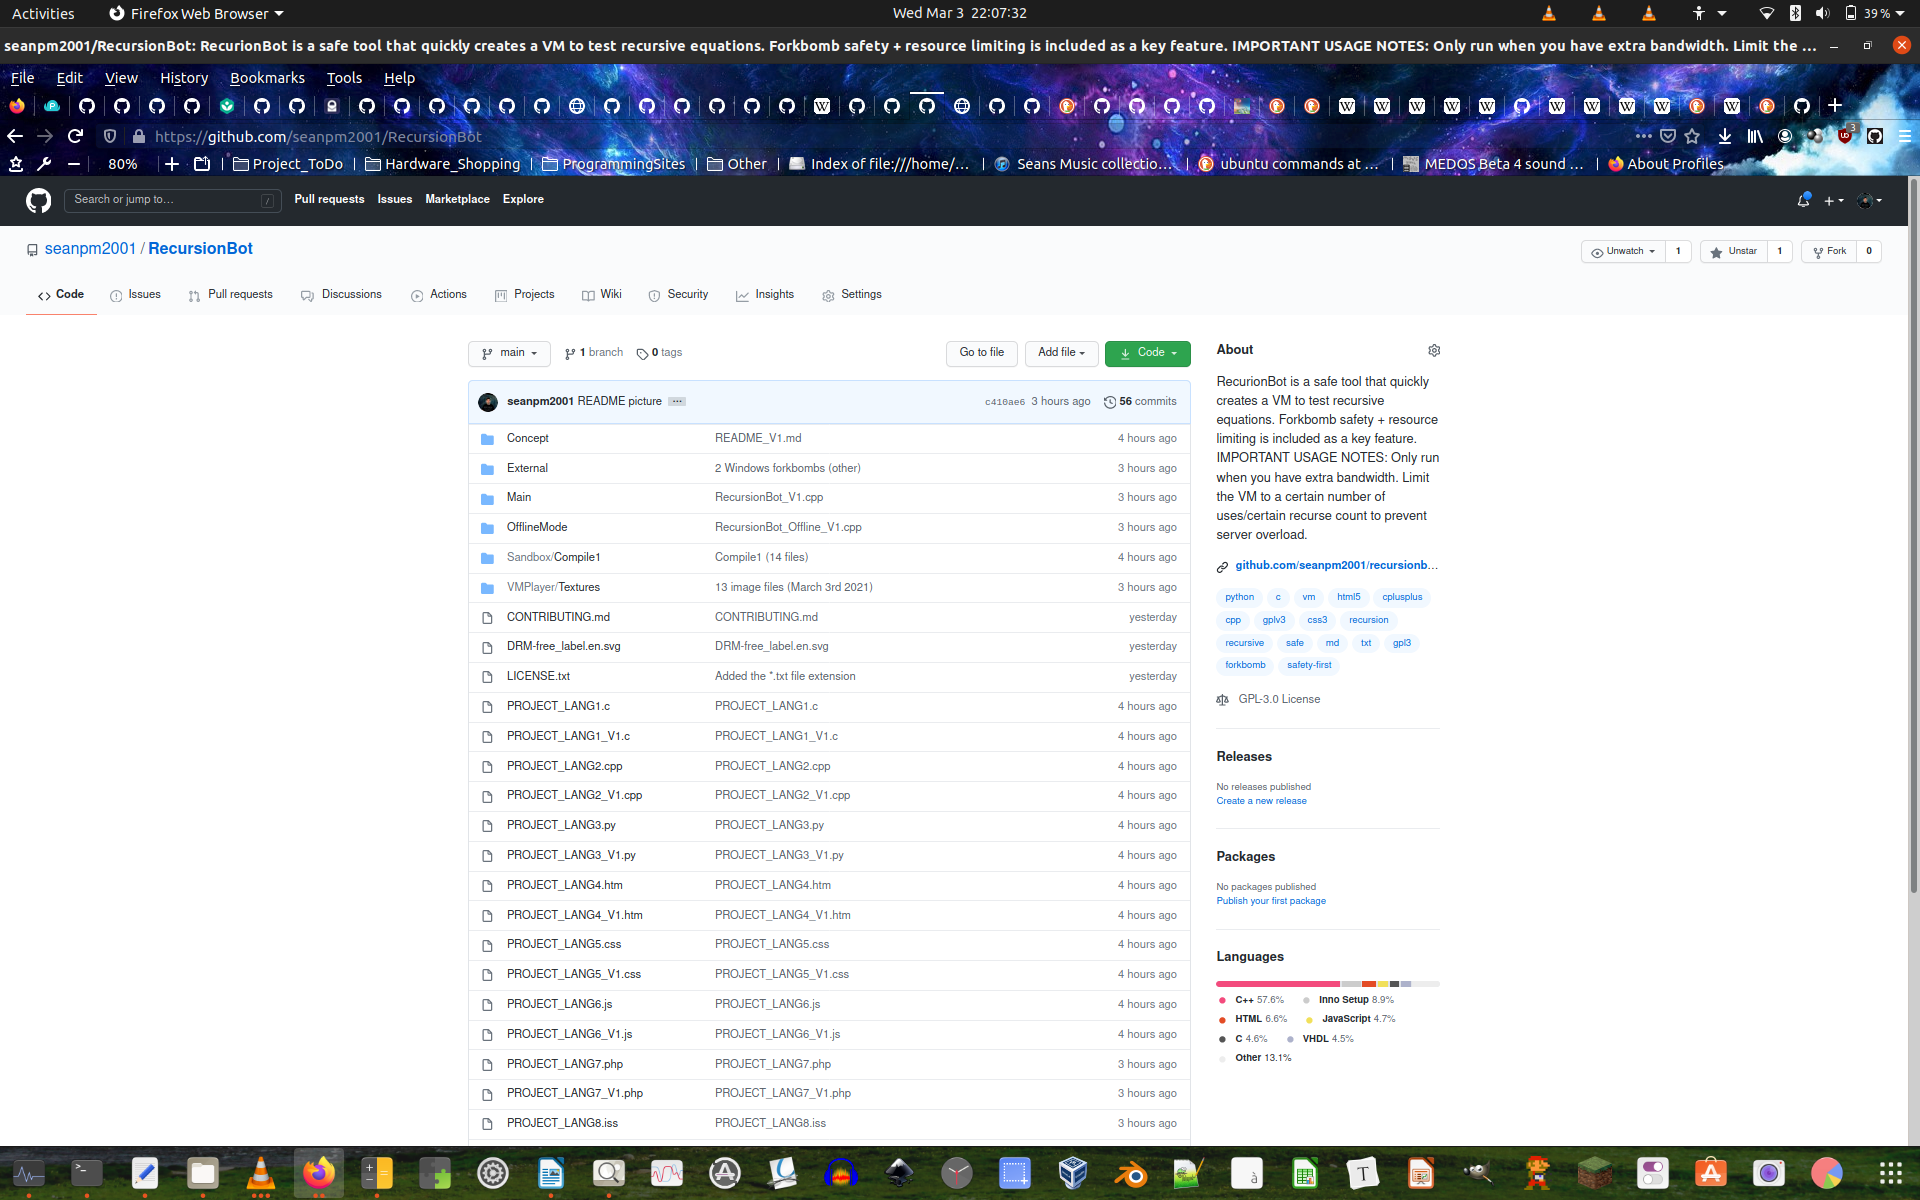 Activities
Firefox Web Browser
Wed Mar 3 22:07:32
39 %
seanpm2001/RecursionBot: RecurionBot is a safe tool that quickly creates a VM to test recursive equations. Forkbomb safety + resource limiting is included as a key feature. IMPORTANT USAGE NOTES: Only run when you have extra bandwidth. Limit the ...
File Edit View History Bookmarks Tools Help
https://github.com/seanpm2001/RecursionBot
3
80%
Project_ToDo
Hardware_Shopping
ProgrammingSites
Other
Index of file:///home/...
Seans Music collectio...
ubuntu commands at ...
MEDOS Beta 4 sound ...
About Profiles
Search or jump to... /
Pull requests Issues Marketplace Explore
seanpm2001 / RecursionBot
Unwatch 1
Unstar 1
Fork 0
Code Issues Pull requests Discussions Actions Projects Wiki Security Insights Settings
main
1 branch
0 tags
Go to file
Add file
Code
seanpm2001 README picture ...
c410ae6 3 hours ago
56 commits
Concept README_V1.md 4 hours ago
External 2 Windows forkbombs (other) 3 hours ago
Main RecursionBot_V1.cpp 3 hours ago
OfflineMode RecursionBot_Offline_V1.cpp 3 hours ago
Sandbox/Compile1 Compile1 (14 files) 4 hours ago
VMPlayer/Textures 13 image files (March 3rd 2021) 3 hours ago
CONTRIBUTING.md CONTRIBUTING.md yesterday
DRM-free_label.en.svg DRM-free_label.en.svg yesterday
LICENSE.txt Added the *.txt file extension yesterday
PROJECT_LANG1.c PROJECT_LANG1.c 4 hours ago
PROJECT_LANG1_V1.c PROJECT_LANG1_V1.c 4 hours ago
PROJECT_LANG2.cpp PROJECT_LANG2.cpp 4 hours ago
PROJECT_LANG2_V1.cpp PROJECT_LANG2_V1.cpp 4 hours ago
PROJECT_LANG3.py PROJECT_LANG3.py 4 hours ago
PROJECT_LANG3_V1.py PROJECT_LANG3_V1.py 4 hours ago
PROJECT_LANG4.htm PROJECT_LANG4.htm 4 hours ago
PROJECT_LANG4_V1.htm PROJECT_LANG4_V1.htm 4 hours ago
PROJECT_LANG5.css PROJECT_LANG5.css 4 hours ago
PROJECT_LANG5_V1.css PROJECT_LANG5_V1.css 4 hours ago
PROJECT_LANG6.js PROJECT_LANG6.js 4 hours ago
PROJECT_LANG6_V1.js PROJECT_LANG6_V1.js 4 hours ago
PROJECT_LANG7.php PROJECT_LANG7.php 3 hours ago
PROJECT_LANG7_V1.php PROJECT_LANG7_V1.php 3 hours ago
PROJECT_LANG8.iss PROJECT_LANG8.iss 3 hours ago
About
RecurionBot is a safe tool that quickly
creates a VM to test recursive
equations. Forkbomb safety + resource
limiting is included as a key feature.
IMPORTANT USAGE NOTES: Only run
when you have extra bandwidth. Limit
the VM to a certain number of
uses/certain recurse count to prevent
server overload.
github.com/seanpm2001/recursionb...
python c vm html5 cplusplus
cpp gplv3 css3 recursion
recursive safe md txt gpl3
forkbomb safety-first
GPL-3.0 License
Releases
No releases published
Create a new release
Packages
No packages published
Publish your first package
Languages
C++ 57.6% Inno Setup 8.9%
HTML 6.6% JavaScript 4.7%
C 4.6% VHDL 4.5%
Other 13.1%